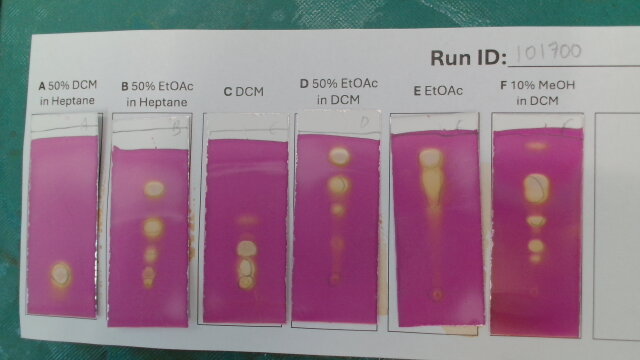 Run ID: 101700
A 50% DCM
in Heptane
B 50% EtOAc
in Heptane
C DCM
D 50% EtOAc
in DCM
E EtOAc
F 10% MeOH
in DCM
A
B
C
D